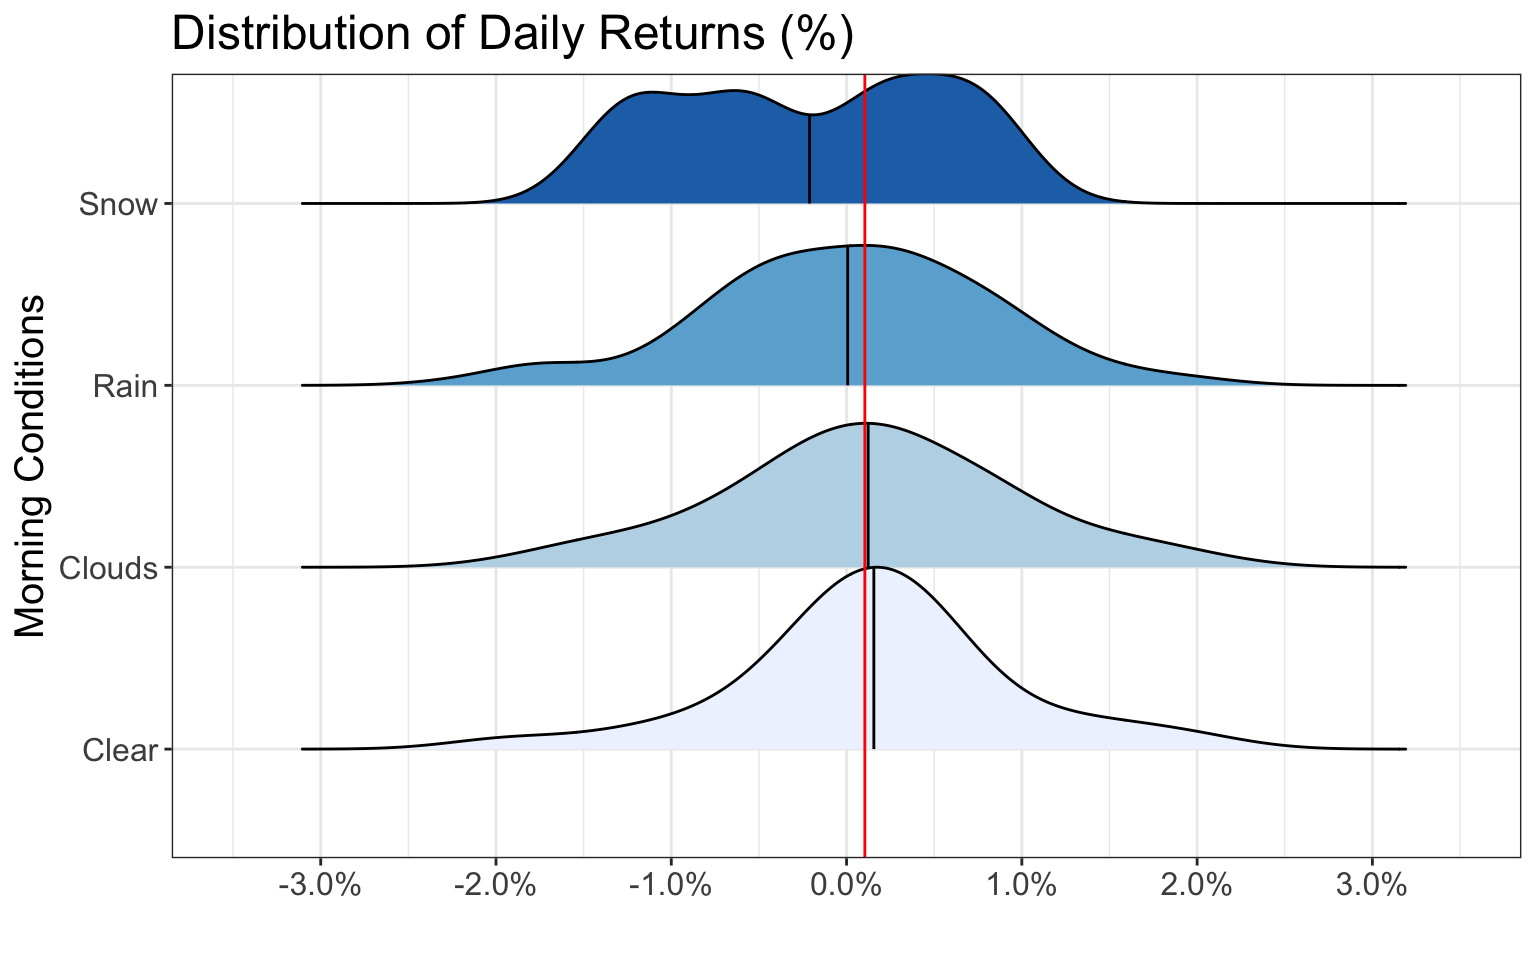 Distribution of Daily Returns (%)
Morning Conditions
Snow
Rain
Clouds
Clear
-3.0%
-2.0%
-1.0%
0.0%
1.0%
2.0%
3.0%